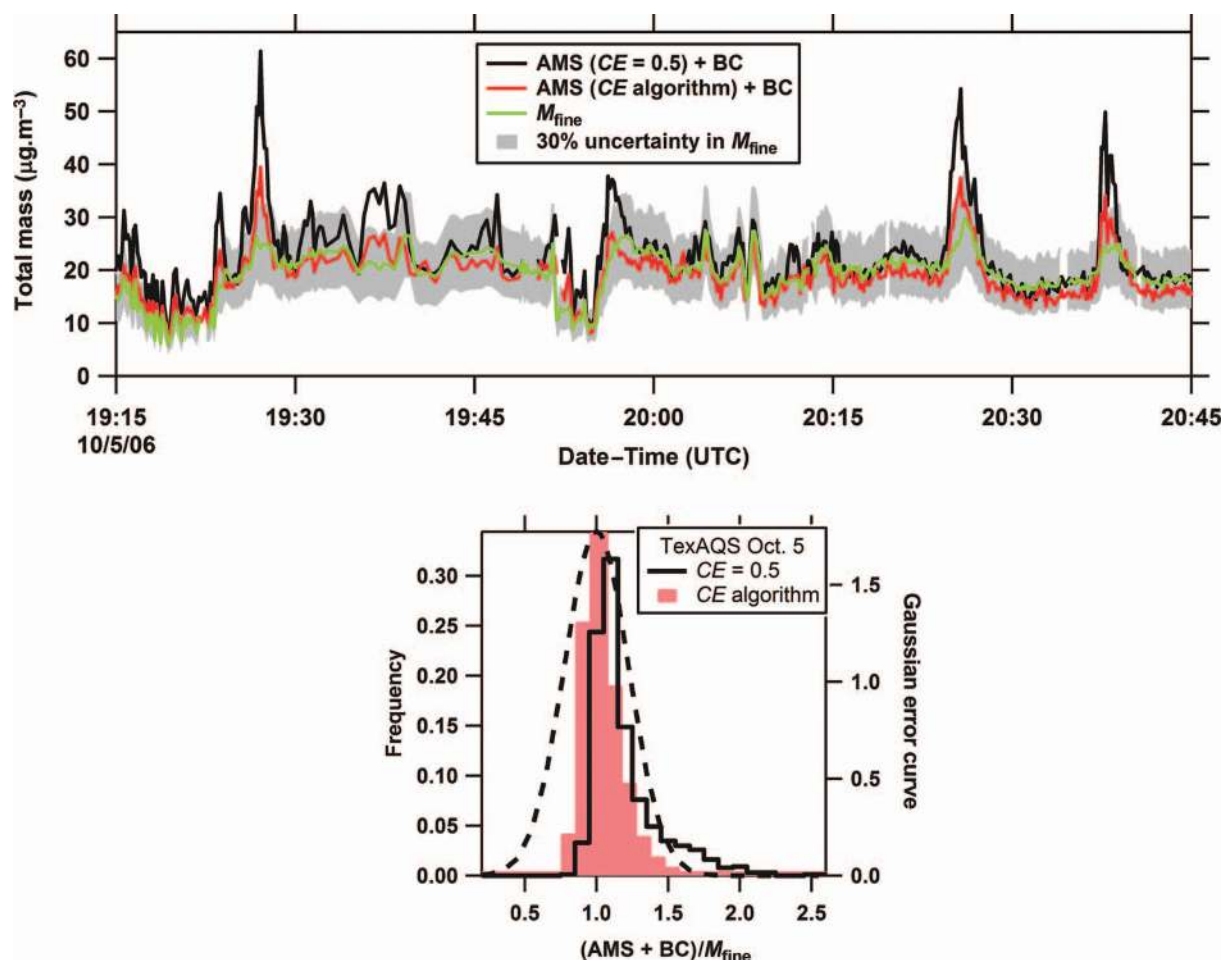 60
50
40
30
20
10
0
Total mass (µg.m⁻³)
AMS (CE = 0.5) + BC
AMS (CE algorithm) + BC
Mfine
30% uncertainty in Mfine
19:15
19:30
19:45
20:00
20:15
20:30
20:45
10/5/06
Date–Time (UTC)
TexAQS Oct. 5
CE = 0.5
CE algorithm
0.30
0.25
0.20
0.15
0.10
0.05
0.00
Frequency
1.5
1.0
0.5
0.0
Gaussian error curve
0.5
1.0
1.5
2.0
2.5
(AMS + BC)/Mfine